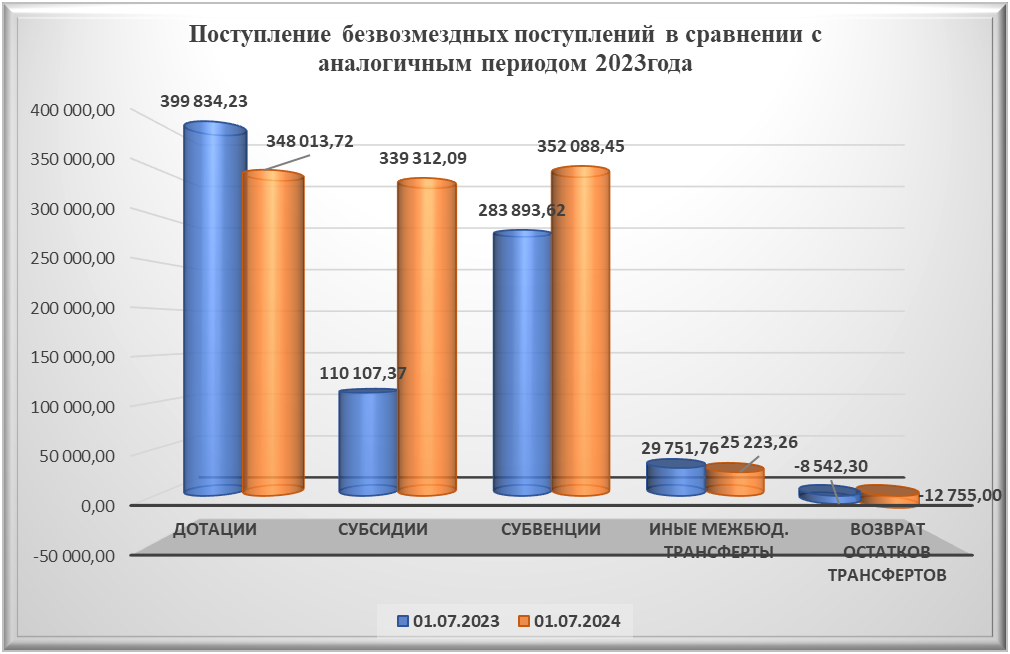 Поступление безвозмездных поступлений в сравнении с
аналогичным периодом 2023года
400 000,00
350 000,00
300 000,00
250 000,00
200 000,00
150 000,00
100 000,00
50 000,00
0,00
-50 000,00
399 834,23
348 013,72
110 107,37
339 312,09
283 893,62
352 088,45
29 751,76
25 223,26
-8 542,30
-12 755,00
ДОТАЦИИ
СУБСИДИИ
СУБВЕНЦИИ
ИНЫЕ МЕЖБЮД.
ТРАНСФЕРТЫ
ВОЗВРАТ
ОСТАТКОВ
ТРАНСФЕРТОВ
01.07.2023
01.07.2024